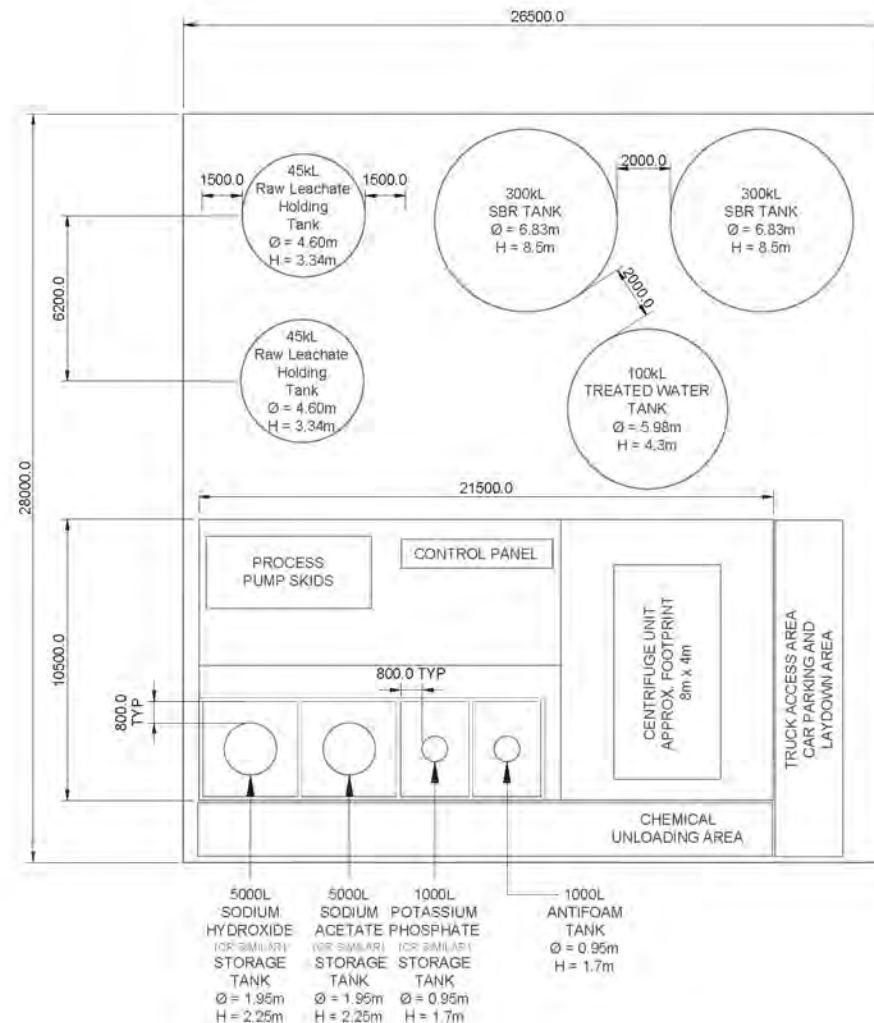 26500.0
1500.0
45kL
Raw Leachate
Holding
Tank
Ø = 4.60m
H = 3.34m
1500.0
300kL
SBR TANK
Ø = 6.83m
H = 8.5m
2000.0
300kL
SBR TANK
Ø = 6.83m
H = 8.5m
2000.0
6200.0
45kL
Raw Leachate
Holding
Tank
Ø = 4.60m
H = 3.34m
100kL
TREATED WATER
TANK
Ø = 5.98m
H = 4.3m
28000.0
21500.0
10500.0
PROCESS
PUMP SKIDS
CONTROL PANEL
CENTRIFUGE UNIT
APPROX. FOOTPRINT
8m x 4m
TRUCK ACCESS AREA
CAR PARKING AND
LAYDOWN AREA
800.0 TYP
800.0
TYP
CHEMICAL
UNLOADING AREA
5000L
SODIUM
HYDROXIDE
(OR SIMILAR)
STORAGE
TANK
Ø = 1.95m
H = 2.25m
5000L
SODIUM
ACETATE
(OR SIMILAR)
STORAGE
TANK
Ø = 1.95m
H = 2.25m
1000L
POTASSIUM
PHOSPHATE
(OR SIMILAR)
STORAGE
TANK
Ø = 0.95m
H = 1.7m
1000L
ANTIFOAM
TANK
Ø = 0.95m
H = 1.7m